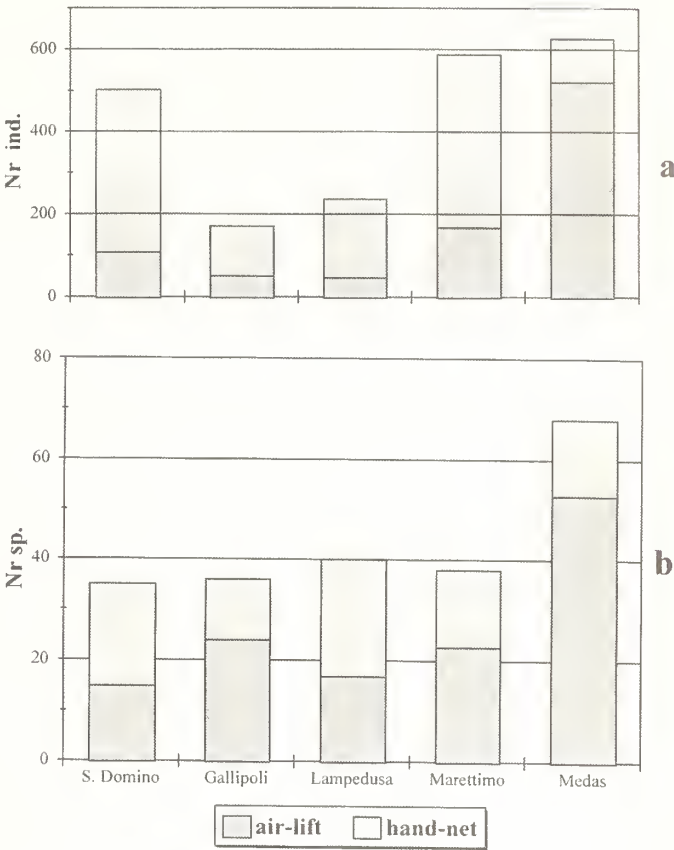 600
400
200
0
Nr ind.
a
80
60
40
20
0
Nr sp.
b
S. Domino Gallipoli Lampedusa Marettimo Medas
air-lift hand-net